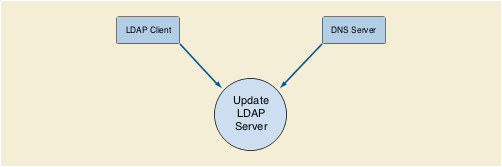 LDAP Client
DNS Server
Update
LDAP
Server